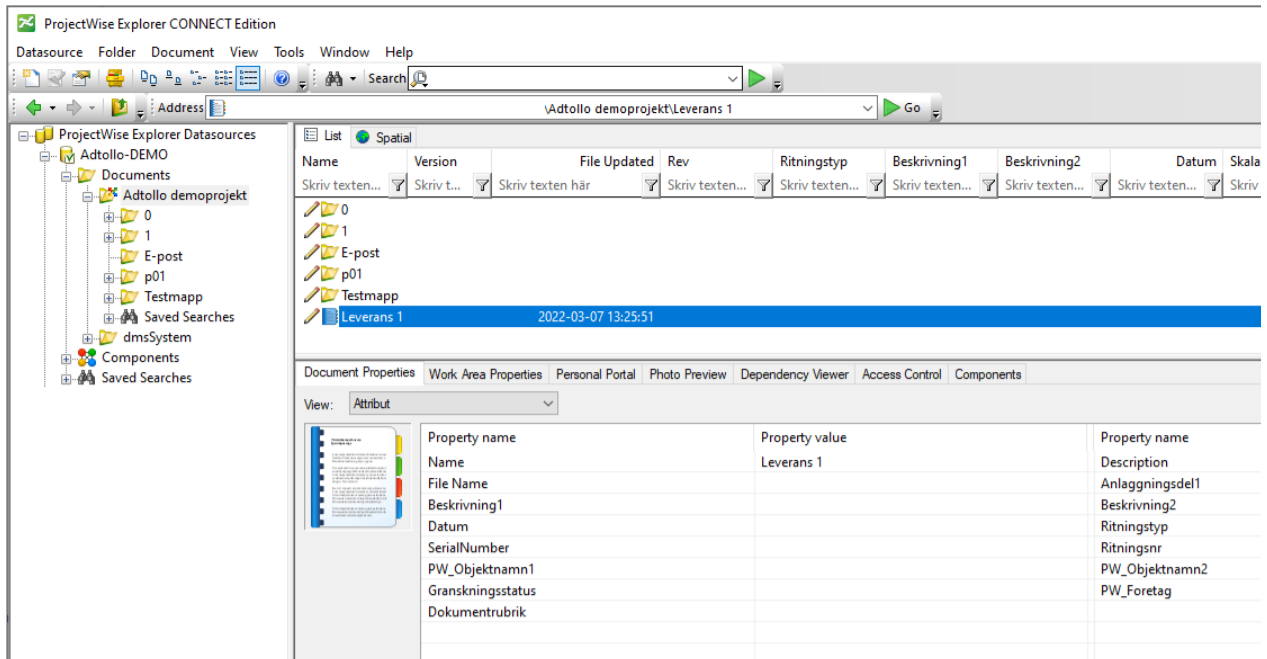 ProjectWise Explorer CONNECT Edition
Datasource Folder Document View Tools Window Help
Search
Address \Adtollo demoprojekt\Leverans 1 Go
ProjectWise Explorer Datasources
Adtollo-DEMO
Documents
Adtollo demoprojekt
0
1
E-post
p01
Testmapp
Saved Searches
dmsSystem
Components
Saved Searches
List Spatial
Name Version File Updated Rev Ritningstyp Beskrivning1 Beskrivning2 Datum Skala
Skriv texten... Skriv t... Skriv texten här Skriv texten... Skriv texten... Skriv texten... Skriv texten... Skriv texten... Skriv
0
1
E-post
p01
Testmapp
Leverans 1 2022-03-07 13:25:51
Document Properties Work Area Properties Personal Portal Photo Preview Dependency Viewer Access Control Components
View: Attribut
Property name Property value Property name
Name Leverans 1 Description
File Name Anlaggningsdel1
Beskrivning1 Beskrivning2
Datum Ritningstyp
SerialNumber Ritningsnr
PW_Objektnamn1 PW_Objektnamn2
Granskningsstatus PW_Foretag
Dokumentrubrik